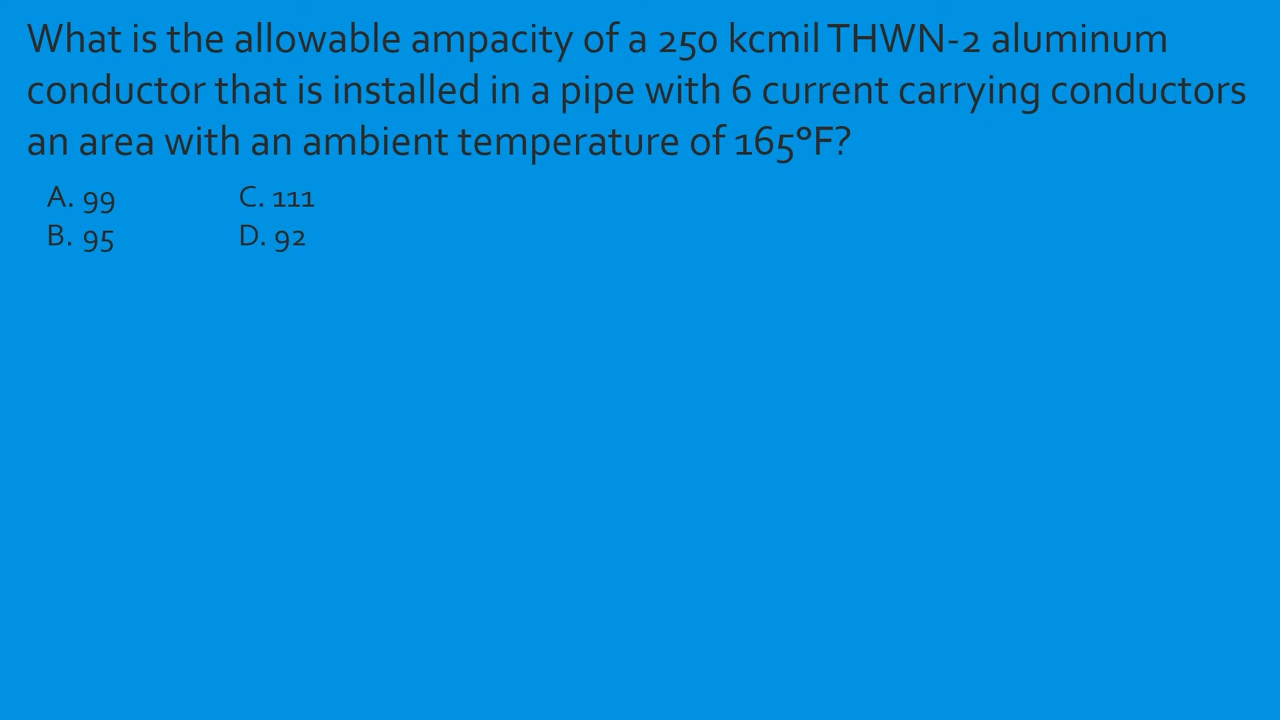 What is the allowable ampacity of a 250 kcmil THWN-2 aluminum
conductor that is installed in a pipe with 6 current carrying conductors
an area with an ambient temperature of 165°F?
A. 99 C. 111
B. 95 D. 92